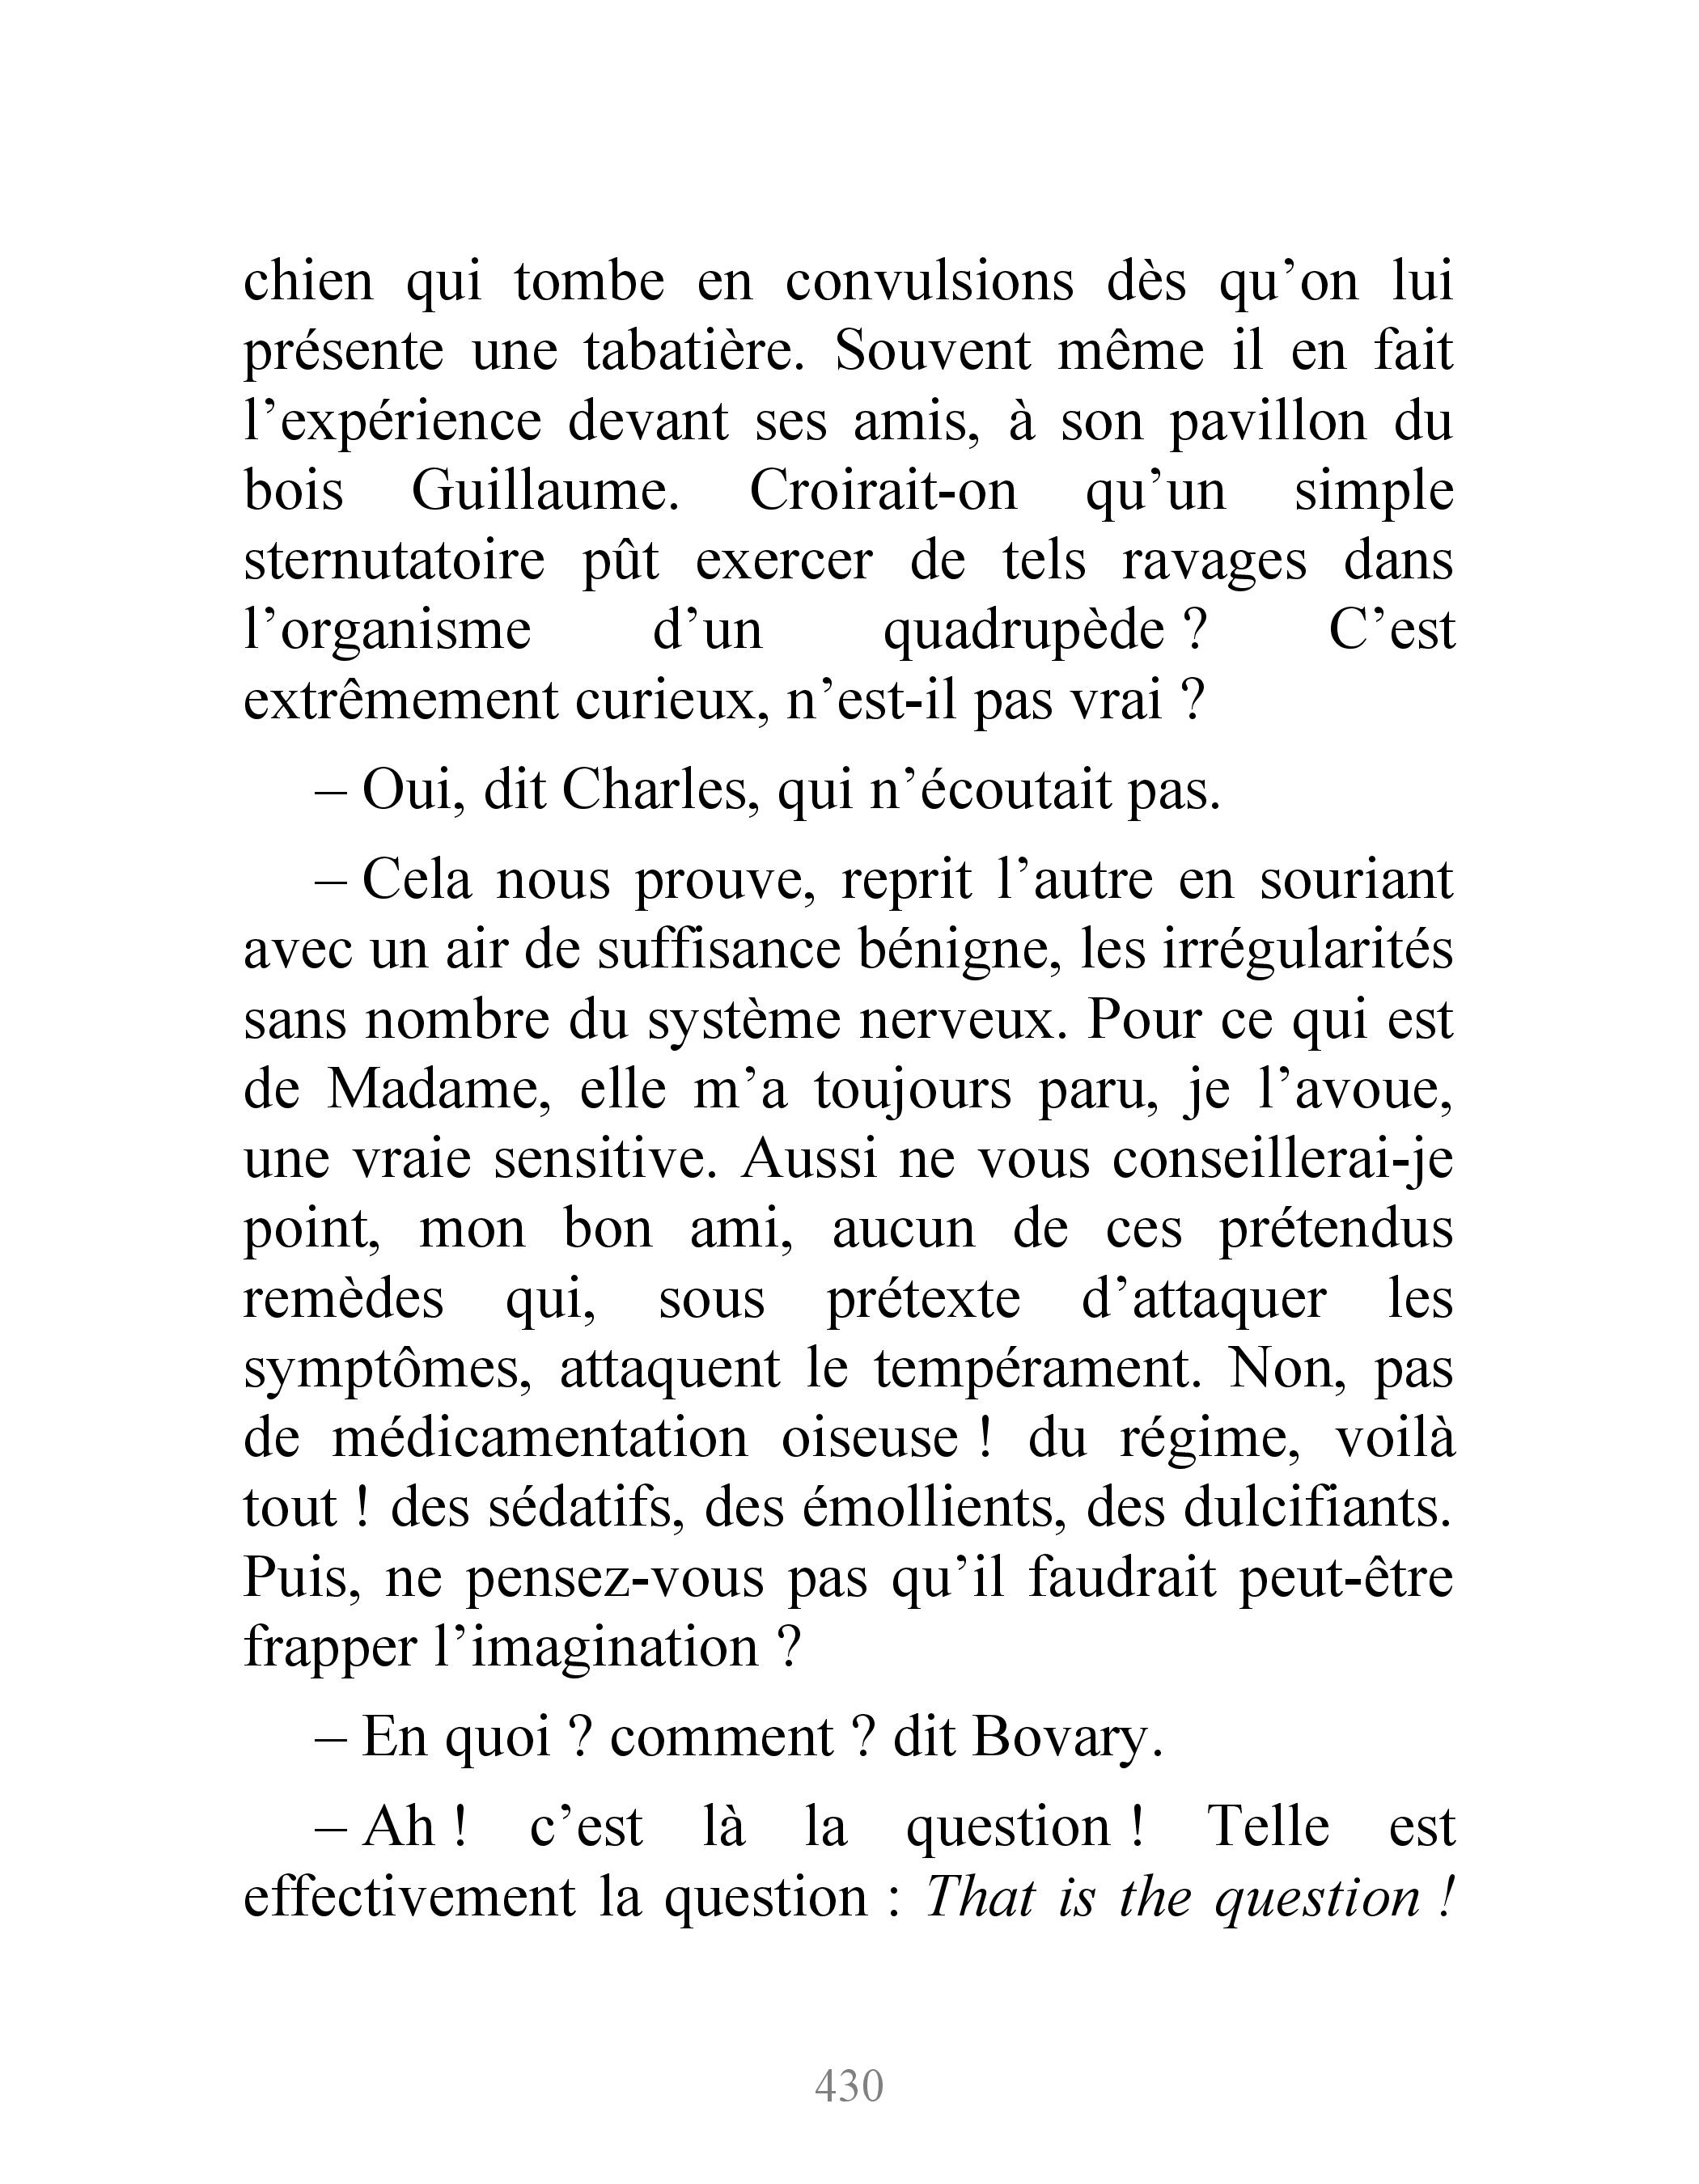 chien qui tombe en convulsions dès qu’on lui
présente une tabatière. Souvent même il en fait
l’expérience devant ses amis, à son pavillon du
bois Guillaume. Croirait-on qu’un simple
sternutatoire pût exercer de tels ravages dans
l’organisme d’un quadrupède ? C’est
extrêmement curieux, n’est-il pas vrai ?
– Oui, dit Charles, qui n’écoutait pas.
– Cela nous prouve, reprit l’autre en souriant
avec un air de suffisance bénigne, les irrégularités
sans nombre du système nerveux. Pour ce qui est
de Madame, elle m’a toujours paru, je l’avoue,
une vraie sensitive. Aussi ne vous conseillerai-je
point, mon bon ami, aucun de ces prétendus
remèdes qui, sous prétexte d’attaquer les
symptômes, attaquent le tempérament. Non, pas
de médicamentation oiseuse ! du régime, voilà
tout ! des sédatifs, des émollients, des dulcifiants.
Puis, ne pensez-vous pas qu’il faudrait peut-être
frapper l’imagination ?
– En quoi ? comment ? dit Bovary.
– Ah ! c’est là la question ! Telle est
effectivement la question : That is the question !
430